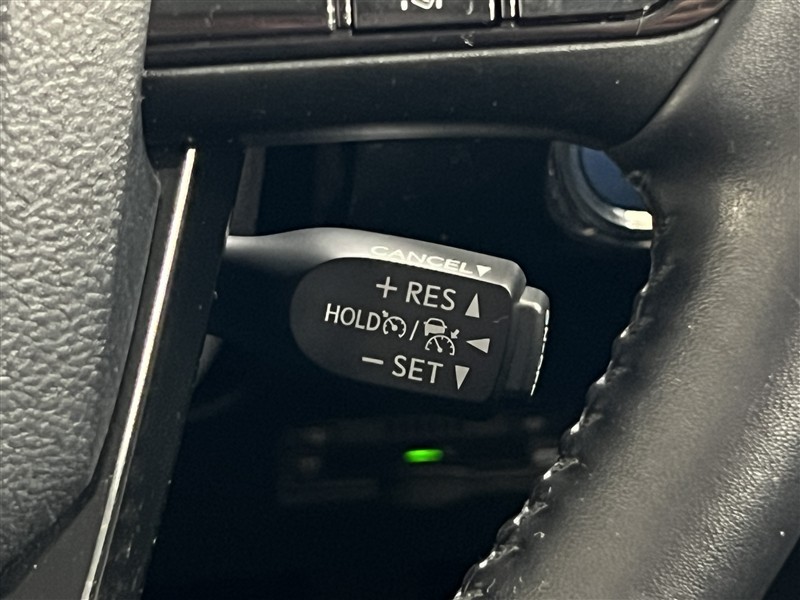 CANCEL▼
+ RES ▲
HOLD / ◀
− SET ▼